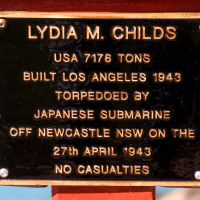 LYDIA M. CHILDS
USA 7176 TONS
BUILT LOS ANGELES 1943
TORPEDOED BY
JAPANESE SUBMARINE
OFF NEWCASTLE NSW ON THE
27th APRIL 1943
NO CASUALTIES